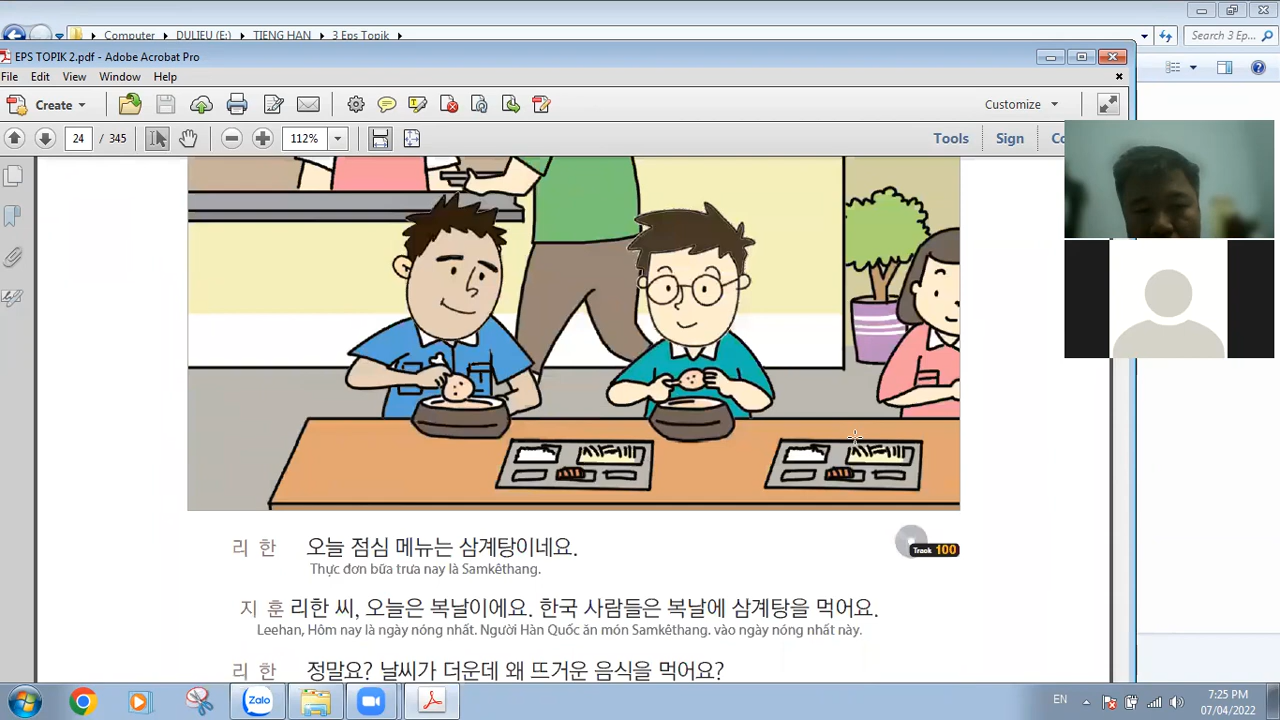 Computer ▸ DULIEU (E:) ▸ TIENG HAN ▸ 3 Eps Topik ▸
Search 3 Ep...
EPS TOPIK 2.pdf - Adobe Acrobat Pro
File Edit View Window Help
Create Customize
24 / 345 112% Tools Sign Co
리 한 오늘 점심 메뉴는 삼계탕이네요.
Track 100
Thực đơn bữa trưa nay là Samkêthang.
지 훈 리한 씨, 오늘은 복날이에요. 한국 사람들은 복날에 삼계탕을 먹어요.
Leehan, Hôm nay là ngày nóng nhất. Người Hàn Quốc ăn món Samkêthang. vào ngày nóng nhất này.
리 한 정말요? 날씨가 더운데 왜 뜨거운 음식을 먹어요?
Zalo
EN
7:25 PM
07/04/2022